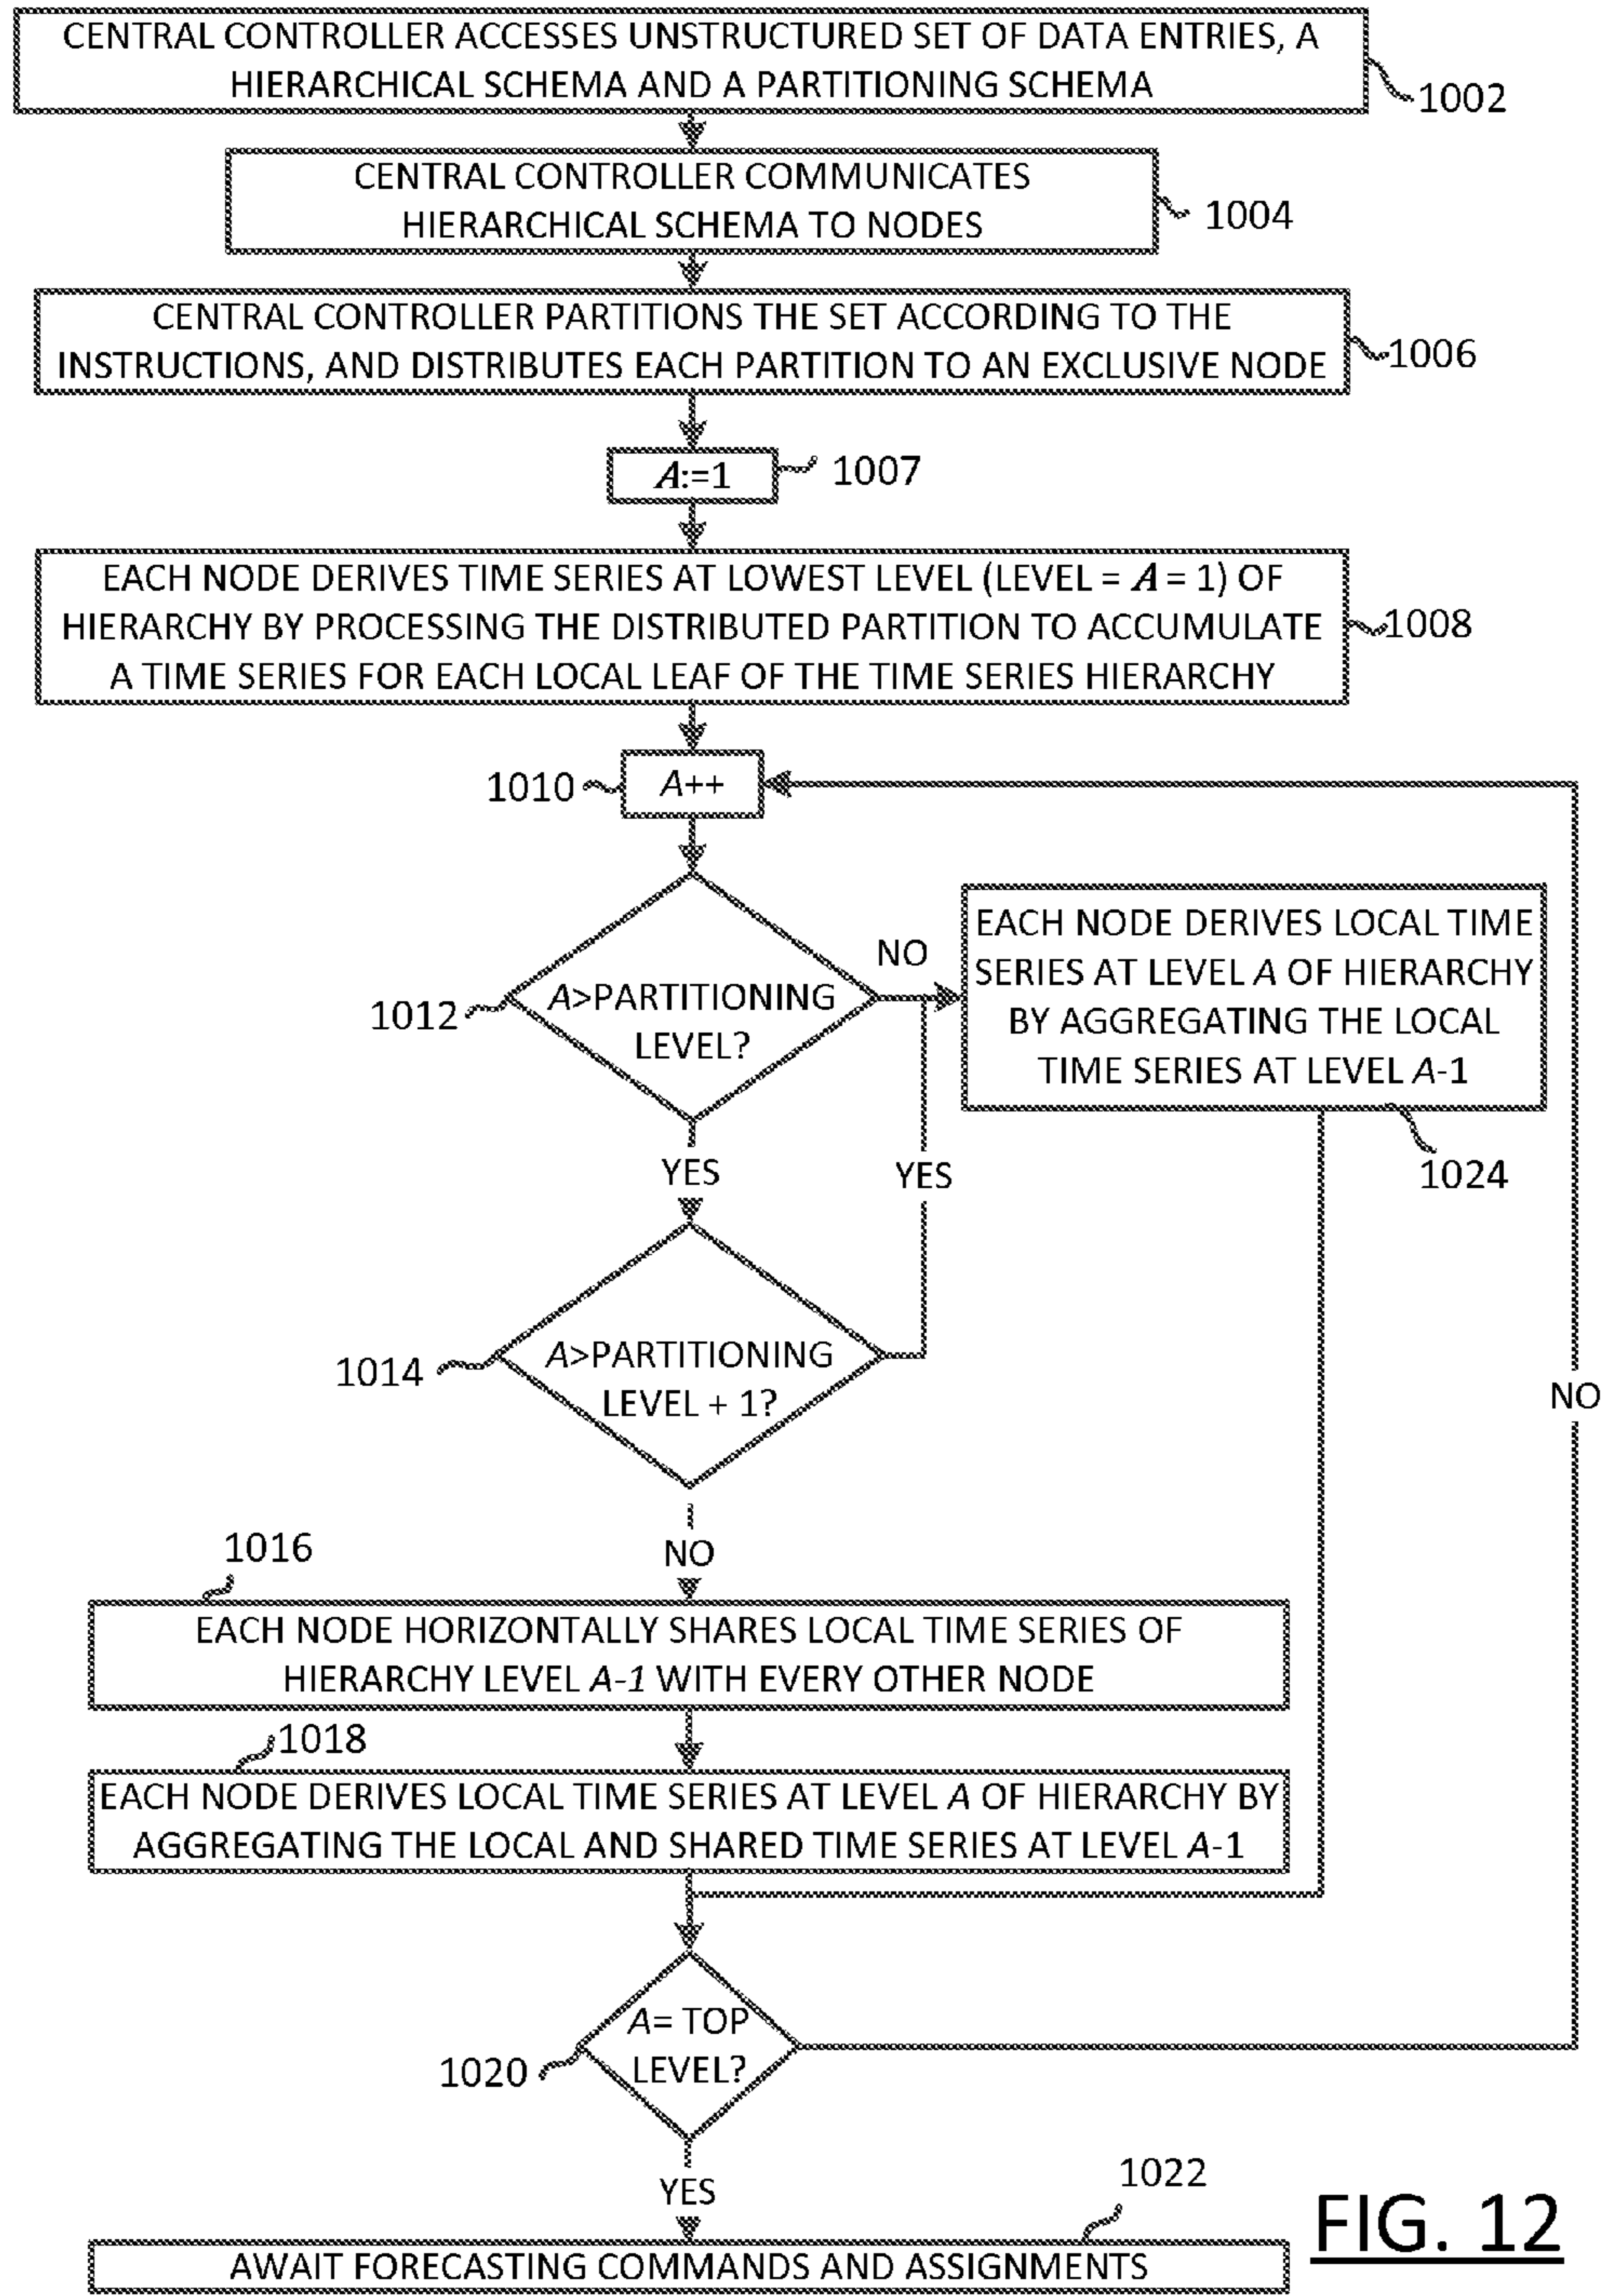 CENTRAL CONTROLLER ACCESSES UNSTRUCTURED SET OF DATA ENTRIES, A
HIERARCHICAL SCHEMA AND A PARTITIONING SCHEMA
1002
CENTRAL CONTROLLER COMMUNICATES
HIERARCHICAL SCHEMA TO NODES
1004
CENTRAL CONTROLLER PARTITIONS THE SET ACCORDING TO THE
INSTRUCTIONS, AND DISTRIBUTES EACH PARTITION TO AN EXCLUSIVE NODE
1006
A:=1
1007
EACH NODE DERIVES TIME SERIES AT LOWEST LEVEL (LEVEL = A = 1) OF
HIERARCHY BY PROCESSING THE DISTRIBUTED PARTITION TO ACCUMULATE
A TIME SERIES FOR EACH LOCAL LEAF OF THE TIME SERIES HIERARCHY
1008
1010
A++
1012
A>PARTITIONING
LEVEL?
NO
EACH NODE DERIVES LOCAL TIME
SERIES AT LEVEL A OF HIERARCHY
BY AGGREGATING THE LOCAL
TIME SERIES AT LEVEL A-1
1024
YES
YES
1014
A>PARTITIONING
LEVEL + 1?
NO
NO
1016
EACH NODE HORIZONTALLY SHARES LOCAL TIME SERIES OF
HIERARCHY LEVEL A-1 WITH EVERY OTHER NODE
1018
EACH NODE DERIVES LOCAL TIME SERIES AT LEVEL A OF HIERARCHY BY
AGGREGATING THE LOCAL AND SHARED TIME SERIES AT LEVEL A-1
1020
A= TOP
LEVEL?
YES
1022
AWAIT FORECASTING COMMANDS AND ASSIGNMENTS
FIG. 12